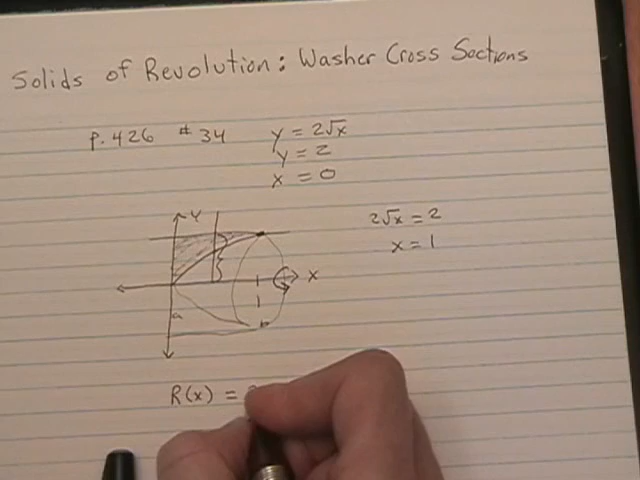 Solids of Revolution: Washer Cross Sections
p. 426 #34 y = 2√x
y = 2
x = 0
2√x = 2
x = 1
y
x
1
a
R(x) =